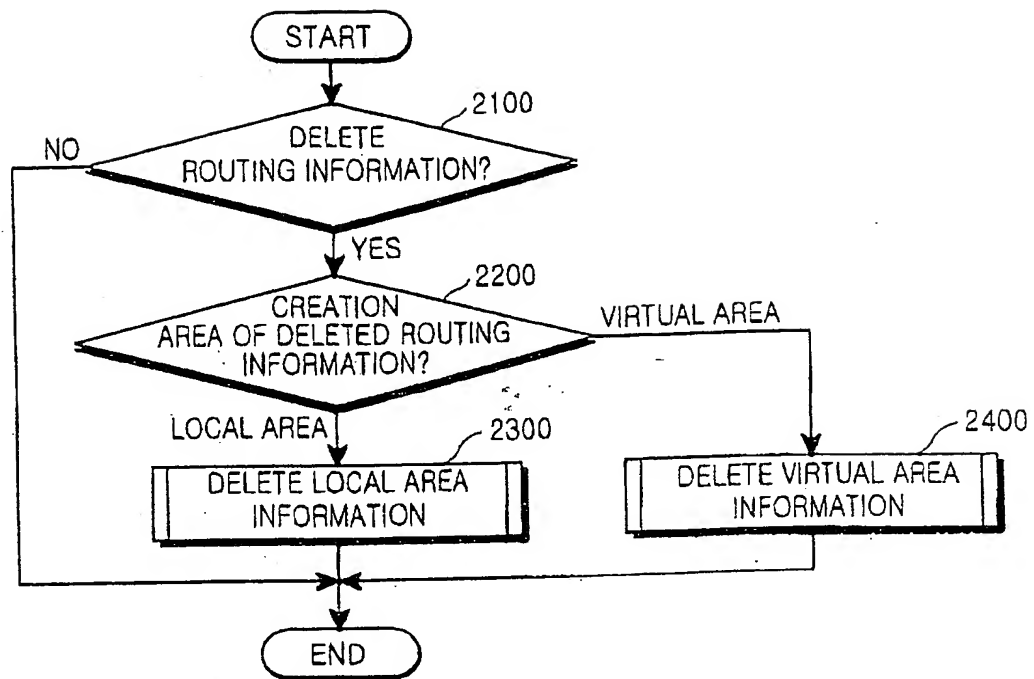 START
2100
DELETE
ROUTING INFORMATION?
NO
YES
2200
CREATION
AREA OF DELETED ROUTING
INFORMATION?
VIRTUAL AREA
LOCAL AREA
2300
DELETE LOCAL AREA
INFORMATION
2400
DELETE VIRTUAL AREA
INFORMATION
END